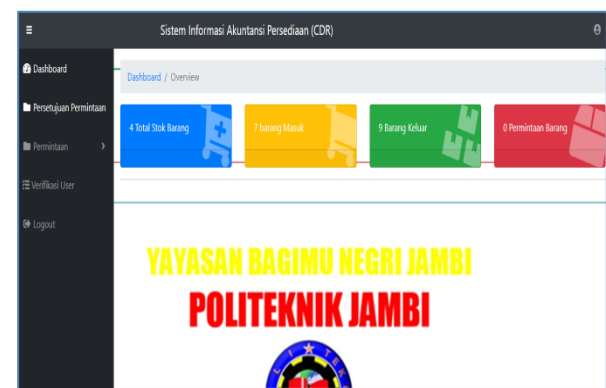 Sistem Informasi Akuntansi Persediaan (CDR)
Dashboard
Persetujuan Permintaan
Permintaan
Verifikasi User
Logout
Dashboard / Overview
4 Total Stok Barang
7 barang Masuk
9 Barang Keluar
0 Permintaan Barang
YAYASAN BAGIMU NEGRI JAMBI
POLITEKNIK JAMBI
L I T E K